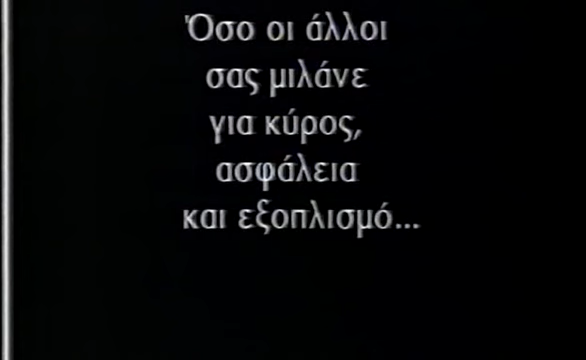 Όσο οι άλλοι
σας μιλάνε
για κύρος,
ασφάλεια
και εξοπλισμό...